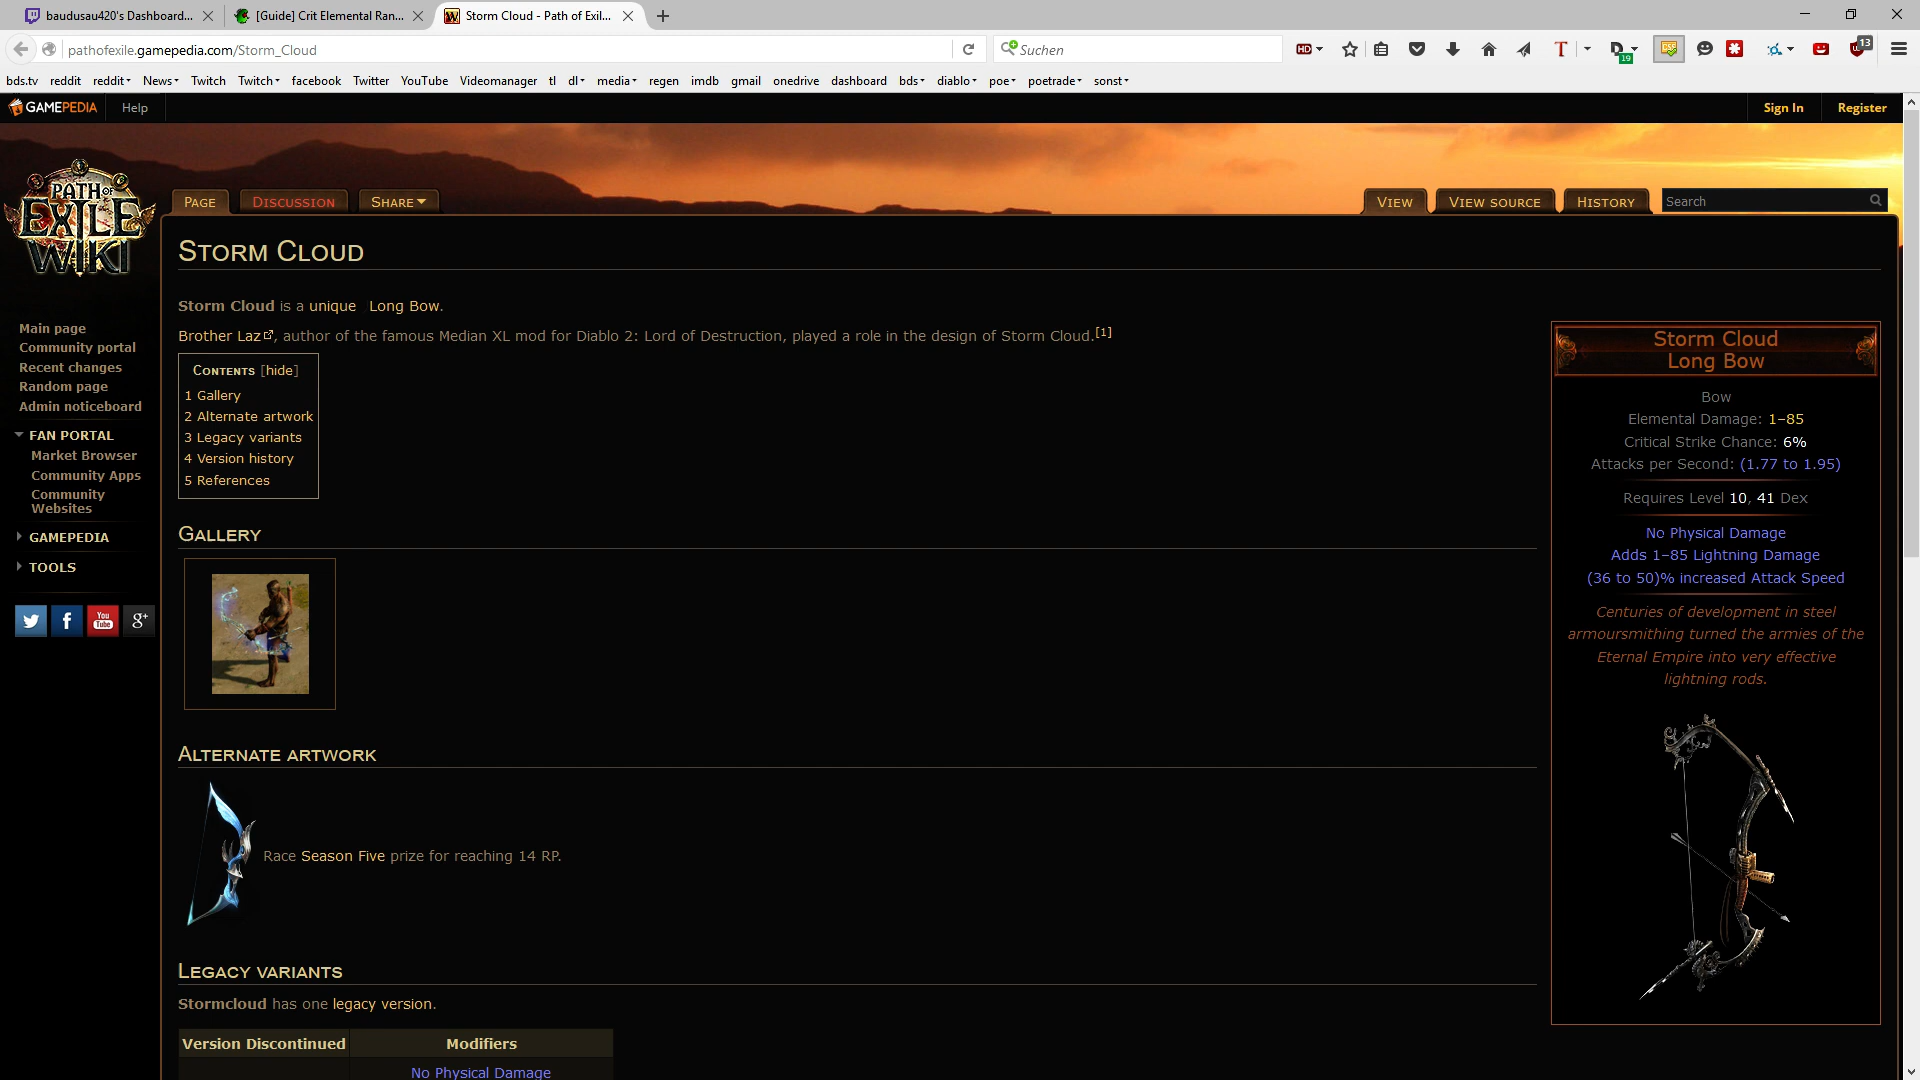 baudusau420's Dashboard...
[Guide] Crit Elemental Ran...
Storm Cloud - Path of Exil...
pathofexile.gamepedia.com/Storm_Cloud
Suchen
HD
19
13
bds.tv reddit reddit News Twitch Twitch facebook Twitter YouTube Videomanager tl dl media regen imdb gmail onedrive dashboard bds diablo poe poetrade sonst
GAMEPEDIA Help Sign In Register
PATH OF EXILE WIKI
PAGE DISCUSSION SHARE VIEW VIEW SOURCE HISTORY Search
STORM CLOUD
Storm Cloud is a unique Long Bow.
Brother Laz, author of the famous Median XL mod for Diablo 2: Lord of Destruction, played a role in the design of Storm Cloud.[1]
CONTENTS [hide]
1 Gallery
2 Alternate artwork
3 Legacy variants
4 Version history
5 References
Main page
Community portal
Recent changes
Random page
Admin noticeboard
FAN PORTAL
Market Browser
Community Apps
Community
Websites
GAMEPEDIA
TOOLS
You
Tube
g+
GALLERY
ALTERNATE ARTWORK
Race Season Five prize for reaching 14 RP.
LEGACY VARIANTS
Stormcloud has one legacy version.
Version Discontinued Modifiers
No Physical Damage
Storm Cloud
Long Bow
Bow
Elemental Damage: 1–85
Critical Strike Chance: 6%
Attacks per Second: (1.77 to 1.95)
Requires Level 10, 41 Dex
No Physical Damage
Adds 1–85 Lightning Damage
(36 to 50)% increased Attack Speed
Centuries of development in steel
armoursmithing turned the armies of the
Eternal Empire into very effective
lightning rods.